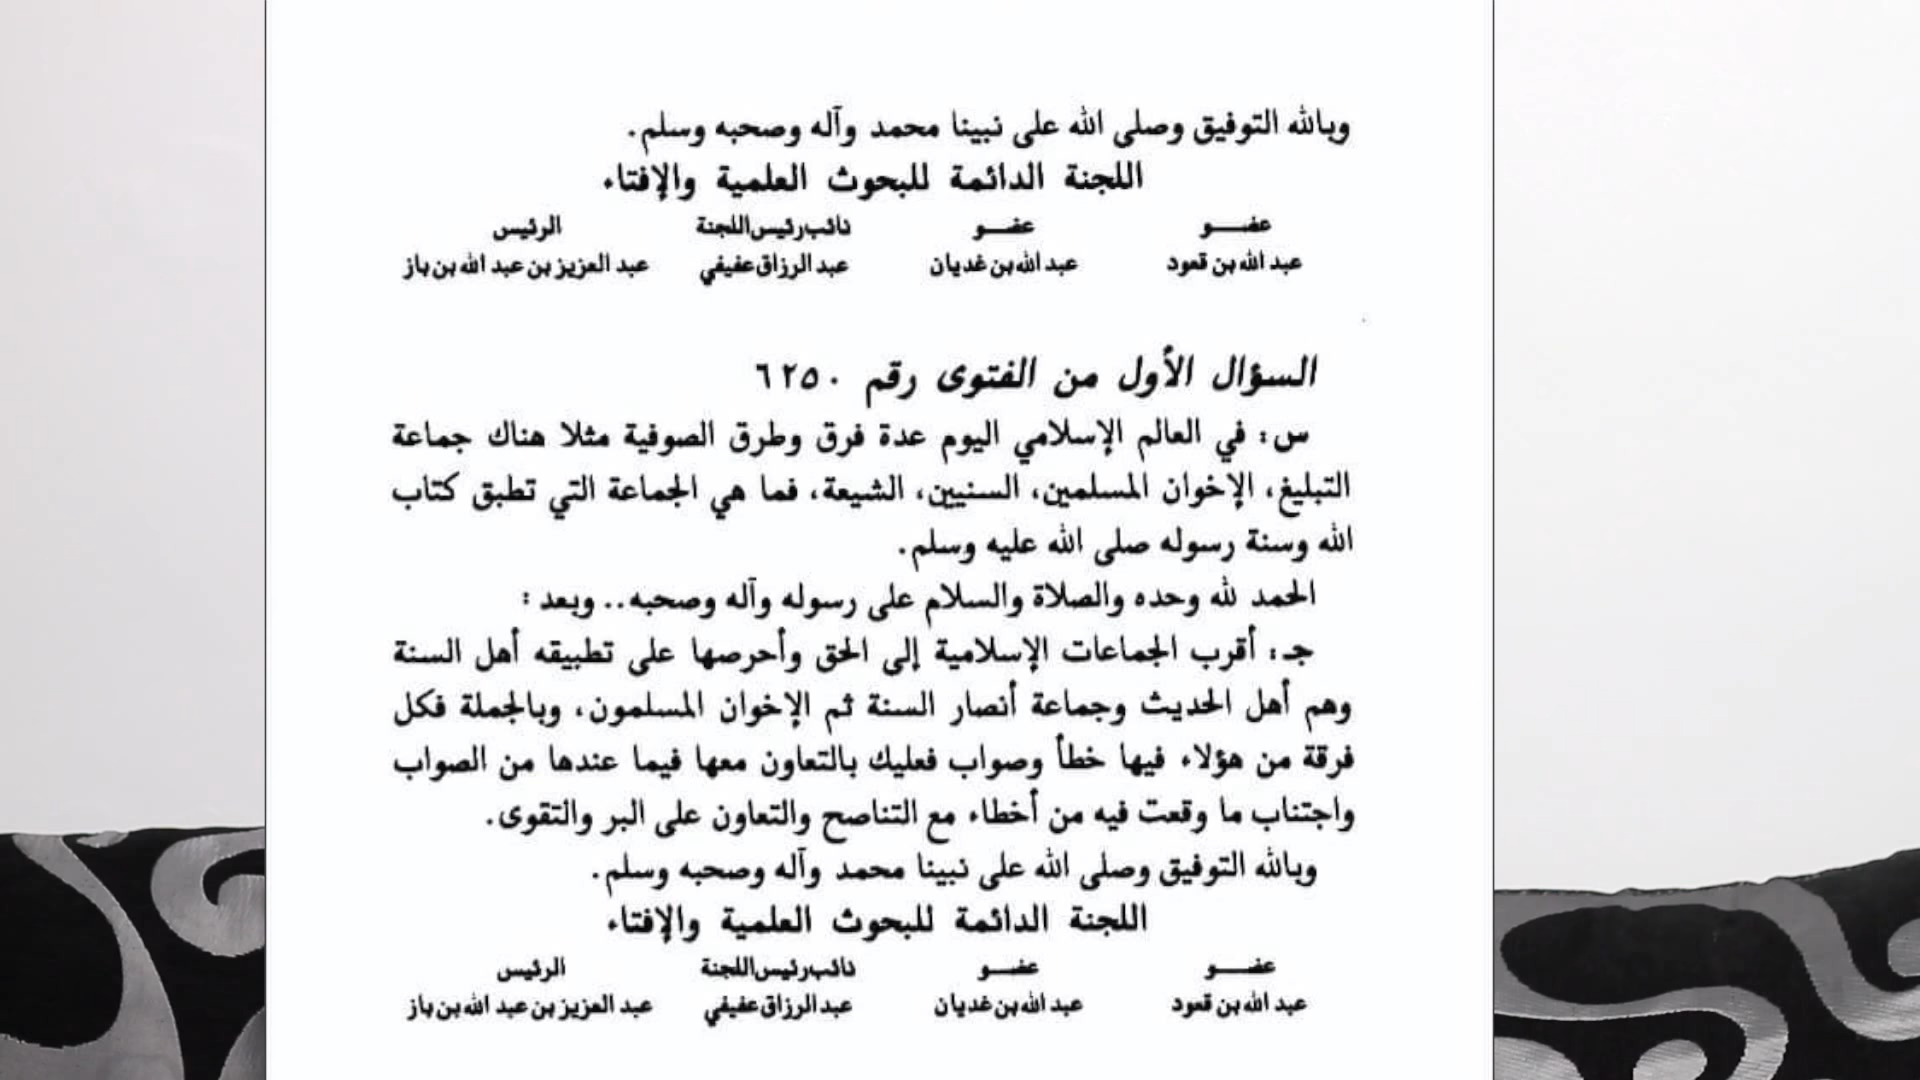 وبالله التوفيق وصلى الله على نبينا محمد وآله وصحبه وسلم.
اللجنة الدائمة للبحوث العلمية والإفتاء
عضـــو عضـــو نائب رئيس اللجنة الرئيس
عبد الله بن قعود عبد الله بن غديان عبد الرزاق عفيفي عبد العزيز بن عبد الله بن باز
السؤال الأول من الفتوى رقم ٦٢٥٠
س: في العالم الإسلامي اليوم عدة فرق وطرق الصوفية مثلا هناك جماعة
التبليغ، الإخوان المسلمين، السنيين، الشيعة، فما هي الجماعة التي تطبق كتاب
الله وسنة رسوله صلى الله عليه وسلم.
الحمد لله وحده والصلاة والسلام على رسوله وآله وصحبه.. وبعد:
جـ: أقرب الجماعات الإسلامية إلى الحق وأحرصها على تطبيقه أهل السنة
وهم أهل الحديث وجماعة أنصار السنة ثم الإخوان المسلمون، وبالجملة فكل
فرقة من هؤلاء فيها خطأ وصواب فعليك بالتعاون معها فيما عندها من الصواب
واجتناب ما وقعت فيه من أخطاء مع التناصح والتعاون على البر والتقوى.
وبالله التوفيق وصلى الله على نبينا محمد وآله وصحبه وسلم.
اللجنة الدائمة للبحوث العلمية والإفتاء
عضـــو عضـــو نائب رئيس اللجنة الرئيس
عبد الله بن قعود عبد الله بن غديان عبد الرزاق عفيفي عبد العزيز بن عبد الله بن باز